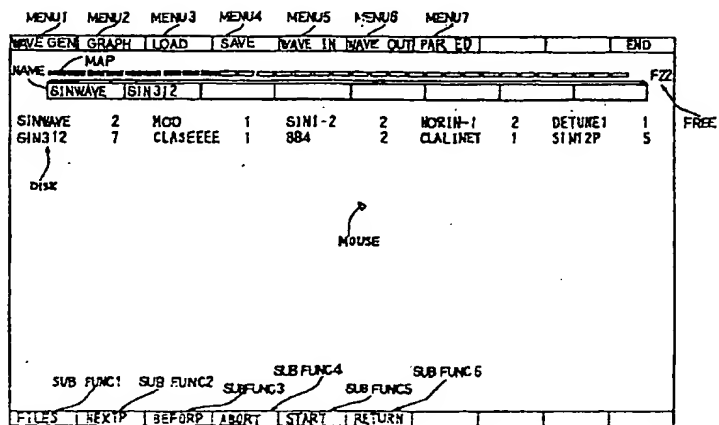 MENU1 MENU2 MENU3 MENU4 MENU5 MENU6 MENU7
WAVE GEN GRAPH LOAD SAVE WAVE IN WAVE OUT PAR ED END
MAP
NAME F22
SINWAVE SIN312
SINWAVE 2 MOD 1 SIN1-2 2 HORIN-1 2 DETUNE1 1 FREE
SIN312 7 CLASEEEE 1 884 2 CLALINET 1 SIN12P 5
DISK
MOUSE
SUB FUNC1 SUB FUNC2 SUBFUNC3 SUB FUNC4 SUB FUNC5 SUB FUNC6
FILES NEXTP BEFORP ABORT START RETURN